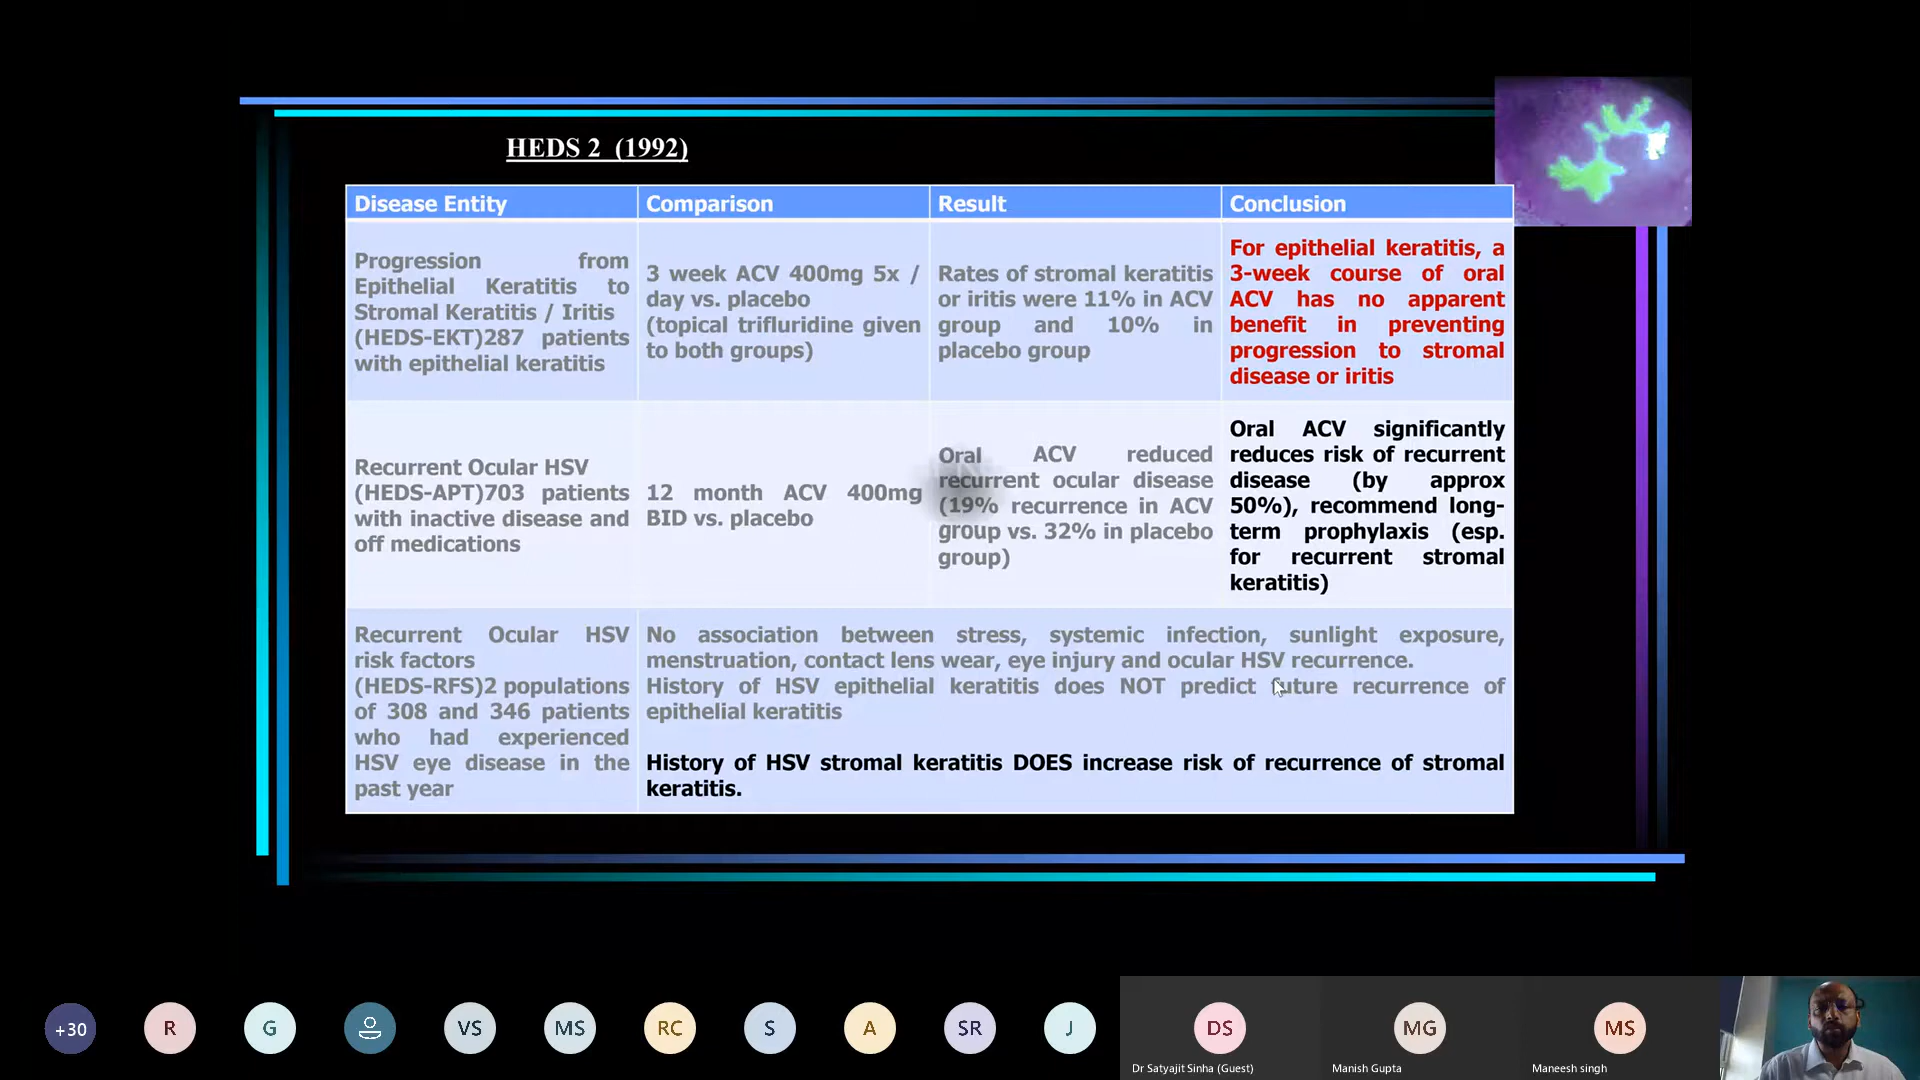 HEDS 2 (1992)
Disease Entity
Comparison
Result
Conclusion
Progression from
Epithelial Keratitis to
Stromal Keratitis / Iritis
(HEDS-EKT)287 patients
with epithelial keratitis
3 week ACV 400mg 5x /
day vs. placebo
(topical trifluridine given
to both groups)
Rates of stromal keratitis
or iritis were 11% in ACV
group and 10% in
placebo group
For epithelial keratitis, a
3-week course of oral
ACV has no apparent
benefit in preventing
progression to stromal
disease or iritis
Recurrent Ocular HSV
(HEDS-APT)703 patients
with inactive disease and
off medications
12 month ACV 400mg
BID vs. placebo
Oral ACV reduced
recurrent ocular disease
(19% recurrence in ACV
group vs. 32% in placebo
group)
Oral ACV significantly
reduces risk of recurrent
disease (by approx
50%), recommend long-
term prophylaxis (esp.
for recurrent stromal
keratitis)
Recurrent Ocular HSV
risk factors
(HEDS-RFS)2 populations
of 308 and 346 patients
who had experienced
HSV eye disease in the
past year
No association between stress, systemic infection, sunlight exposure,
menstruation, contact lens wear, eye injury and ocular HSV recurrence.
History of HSV epithelial keratitis does NOT predict future recurrence of
epithelial keratitis
History of HSV stromal keratitis DOES increase risk of recurrence of stromal
keratitis.
+30
R
G
VS
MS
RC
S
A
SR
J
DS
MG
MS
Dr Satyajit Sinha (Guest)
Manish Gupta
Maneesh singh